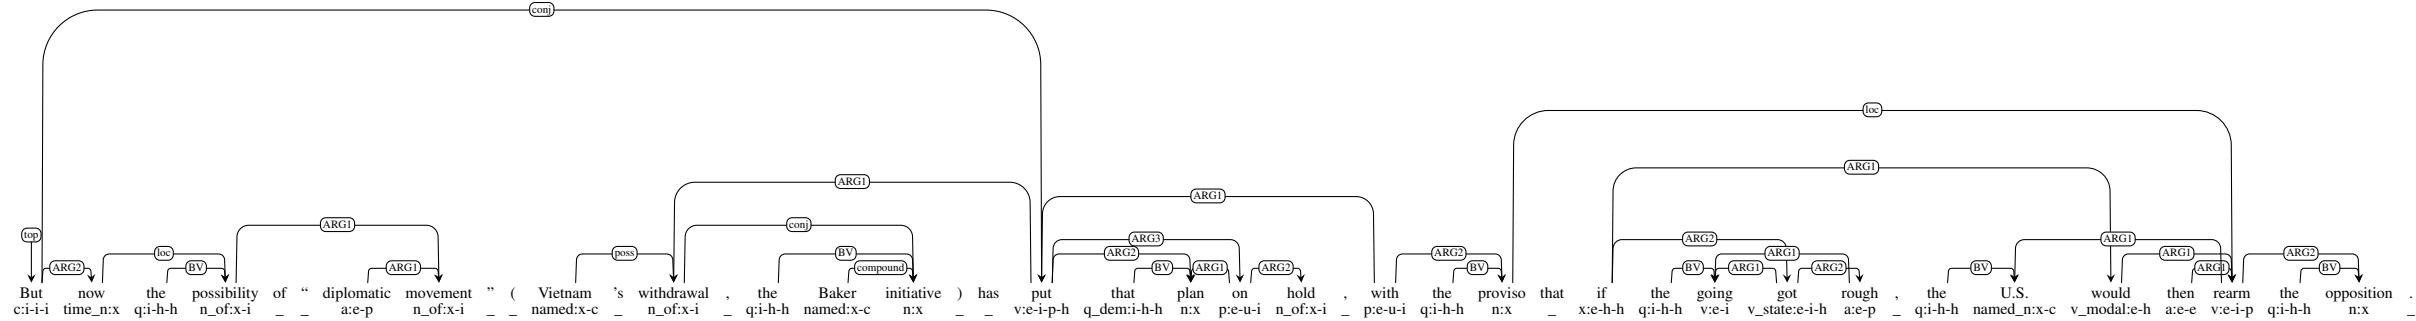 conj
loc
ARG1
ARG1 ARG1
ARG1 conj
top ARG3 ARG2 ARG1
loc poss BV ARG2 ARG2 ARG1 ARG1 ARG2
ARG2 BV ARG1 compound BV ARG1 ARG2 BV BV ARG1 ARG2 BV ARG1 BV
But now the possibility of “ diplomatic movement ” ( Vietnam 's withdrawal , the Baker initiative ) has put that plan on hold , with the proviso that if the going got rough , the U.S. would then rearm the opposition .
c:i-i-i time_n:x q:i-h-h n_of:x-i _ _ a:e-p n_of:x-i _ _ named:x-c _ n_of:x-i _ q:i-h-h named:x-c n:x _ _ v:e-i-p-h q_dem:i-h-h n:x p:e-u-i n_of:x-i _ p:e-u-i q:i-h-h n:x _ x:e-h-h q:i-h-h v:e-i v_state:e-i-h a:e-p _ q:i-h-h named_n:x-c v_modal:e-h a:e-e v:e-i-p q:i-h-h n:x _